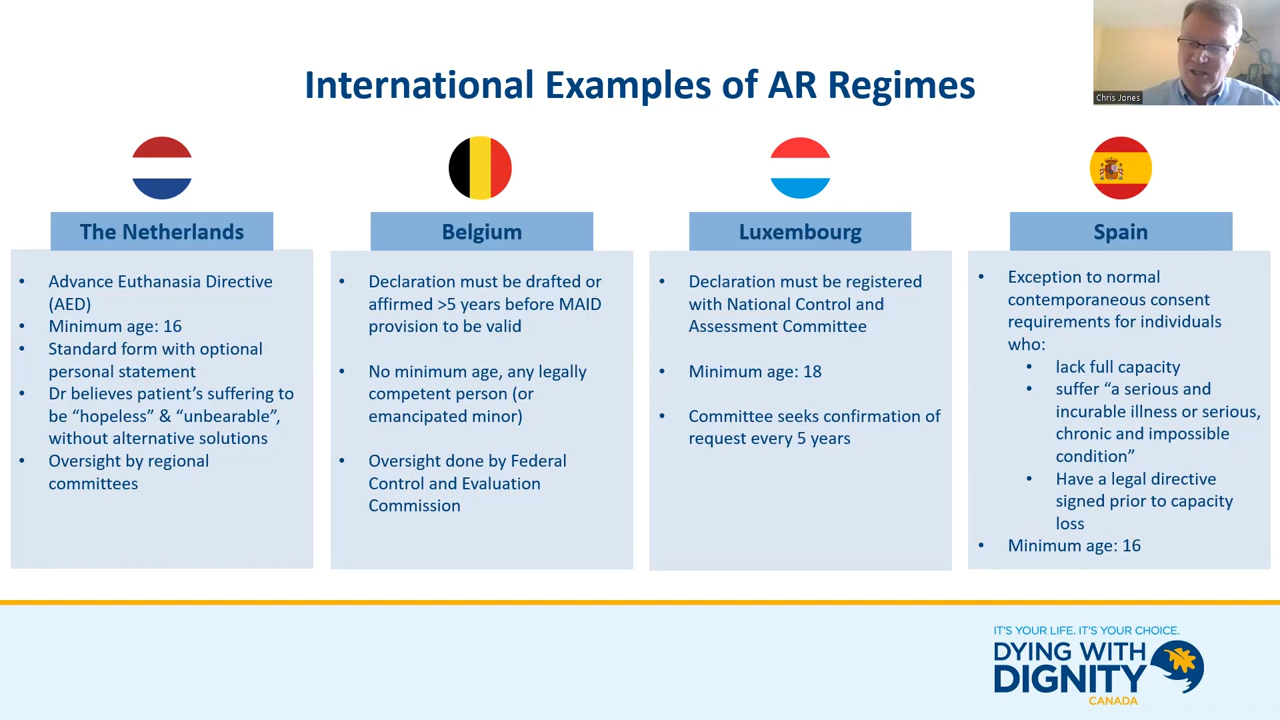 International Examples of AR Regimes
Chris Jones
The Netherlands
• Advance Euthanasia Directive
(AED)
• Minimum age: 16
• Standard form with optional
personal statement
• Dr believes patient’s suffering to
be “hopeless” & “unbearable”,
without alternative solutions
• Oversight by regional
committees
Belgium
• Declaration must be drafted or
affirmed >5 years before MAID
provision to be valid
• No minimum age, any legally
competent person (or
emancipated minor)
• Oversight done by Federal
Control and Evaluation
Commission
Luxembourg
• Declaration must be registered
with National Control and
Assessment Committee
• Minimum age: 18
• Committee seeks confirmation of
request every 5 years
Spain
• Exception to normal
contemporaneous consent
requirements for individuals
who:
• lack full capacity
• suffer “a serious and
incurable illness or serious,
chronic and impossible
condition”
• Have a legal directive
signed prior to capacity
loss
• Minimum age: 16
IT'S YOUR LIFE. IT'S YOUR CHOICE.
DYING WITH
DIGNITY
CANADA